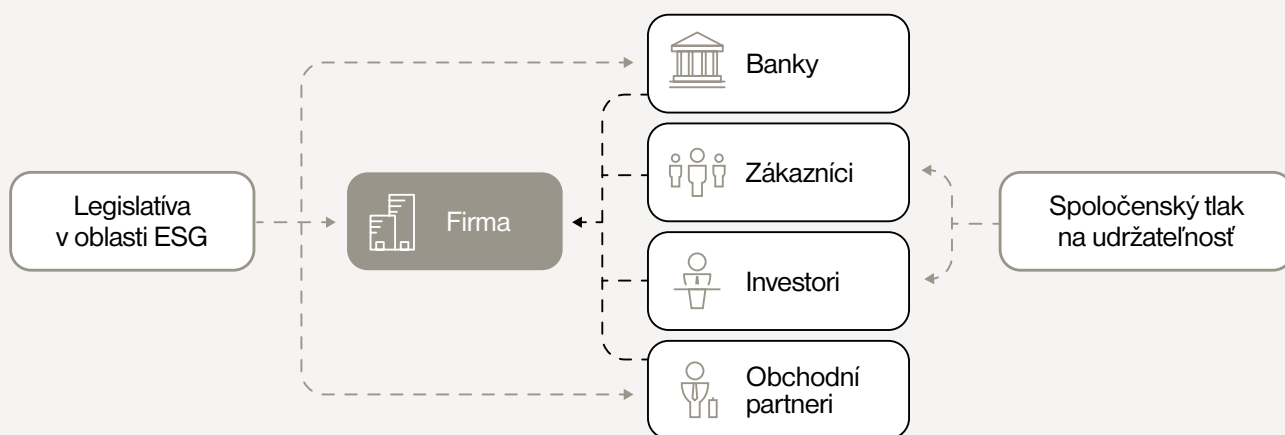 Legislatíva
v oblasti ESG
Firma
Banky
Zákazníci
Investori
Obchodní
partneri
Spoločenský tlak
na udržateľnosť